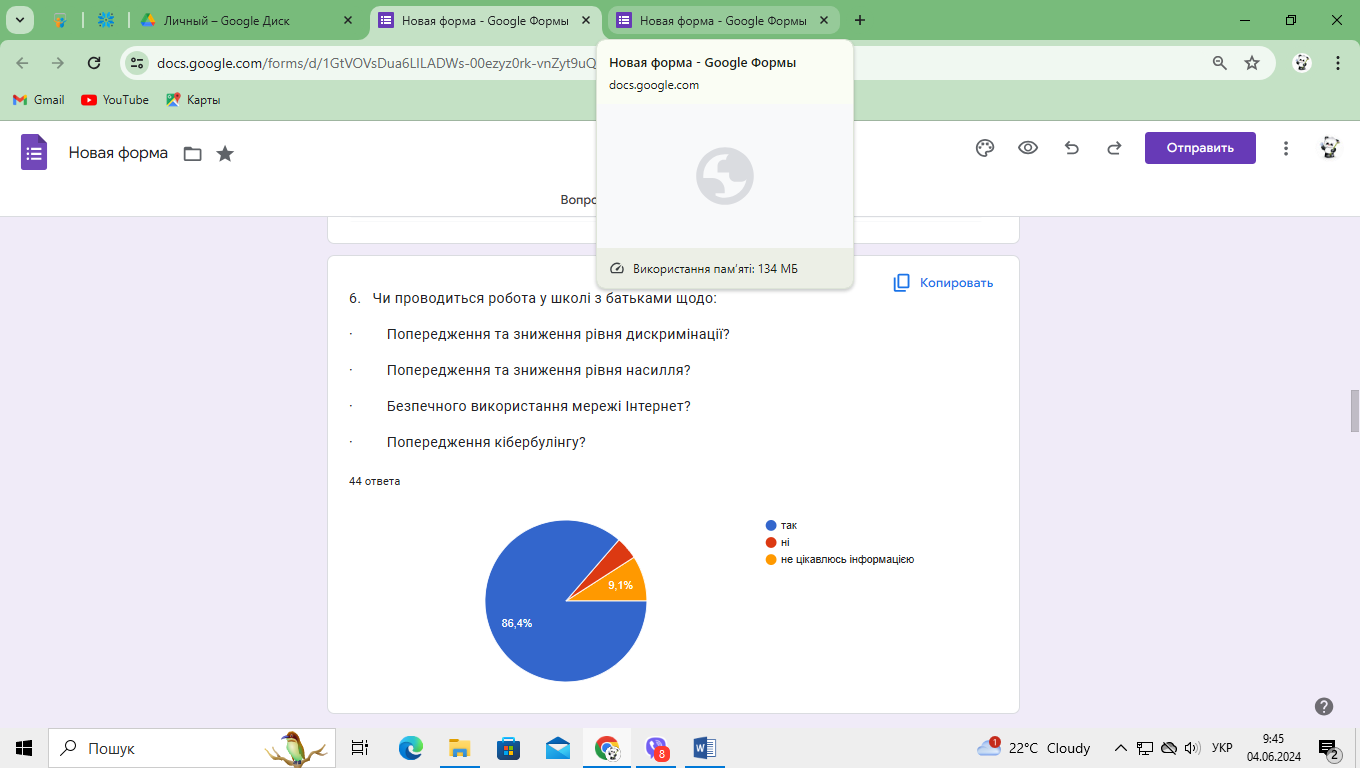 Личный – Google Диск
Новая форма - Google Формы
Новая форма - Google Формы
docs.google.com/forms/d/1GtVOVsDua6LILADWs-00ezyz0rk-vnZyt9uQ
Новая форма - Google Формы
docs.google.com
Gmail
YouTube
Карты
Новая форма
Отправить
Вопро
Використання пам'яті: 134 МБ
Копировать
6. Чи проводиться робота у школі з батьками щодо:
· Попередження та зниження рівня дискримінації?
· Попередження та зниження рівня насилля?
· Безпечного використання мережі Інтернет?
· Попередження кібербулінгу?
44 ответа
так
ні
не цікавлюсь інформацією
9,1%
86,4%
Пошук
8
1
22°C Cloudy
УКР
9:45
04.06.2024
2